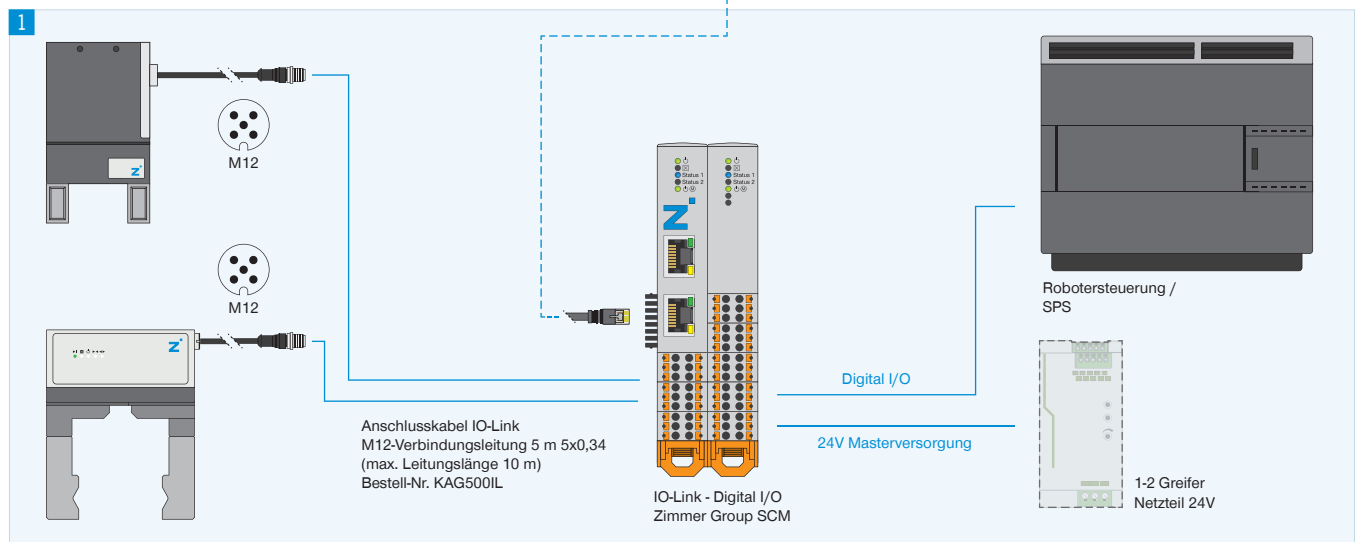 1
M12
M12
Anschlusskabel IO-Link
M12-Verbindungsleitung 5 m 5x0,34
(max. Leitungslänge 10 m)
Bestell-Nr. KAG500IL
Status 1
Status 2
Status 1
Status 2
IO-Link - Digital I/O
Zimmer Group SCM
Digital I/O
24V Masterversorgung
Robotersteuerung /
SPS
1-2 Greifer
Netzteil 24V